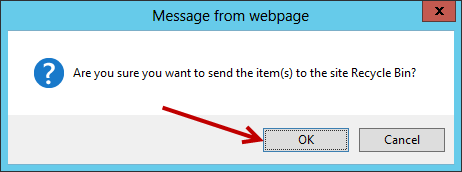 Message from webpage
x
Are you sure you want to send the item(s) to the site Recycle Bin?
OK
Cancel